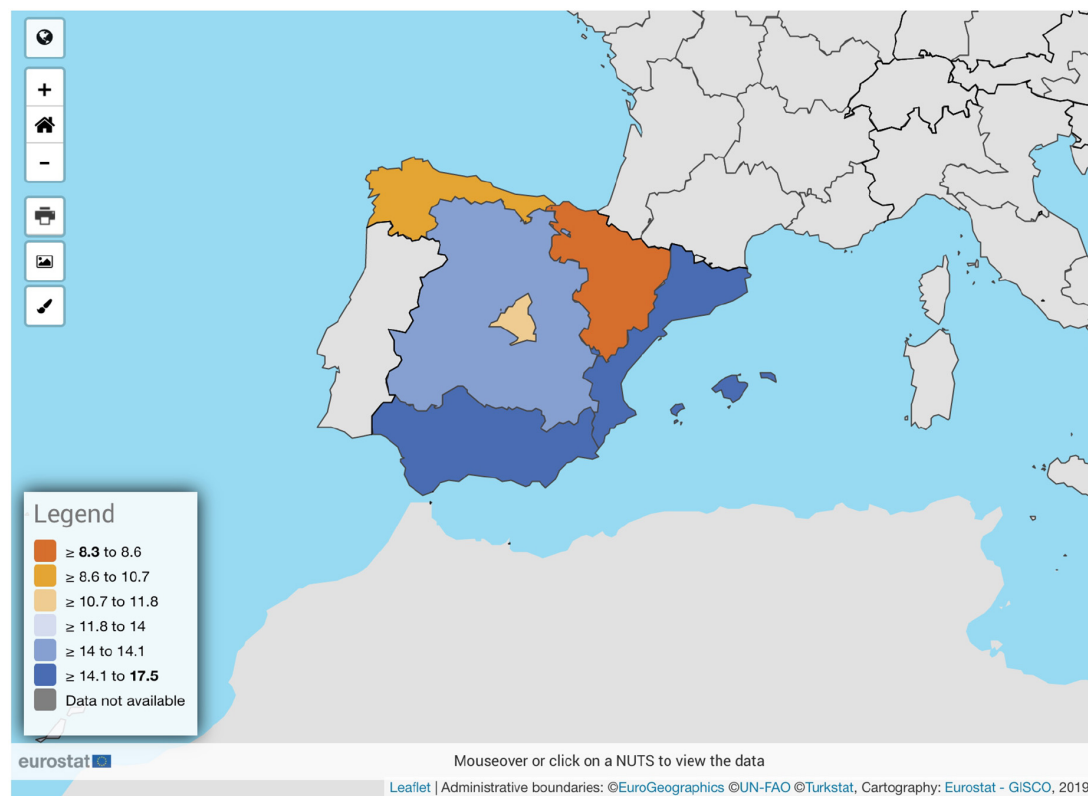 +
-
Legend
≥ 8.3 to 8.6
≥ 8.6 to 10.7
≥ 10.7 to 11.8
≥ 11.8 to 14
≥ 14 to 14.1
≥ 14.1 to 17.5
Data not available
eurostat
Mouseover or click on a NUTS to view the data
Leaflet | Administrative boundaries: ©EuroGeographics ©UN-FAO ©Turkstat, Cartography: Eurostat - GISCO, 2019